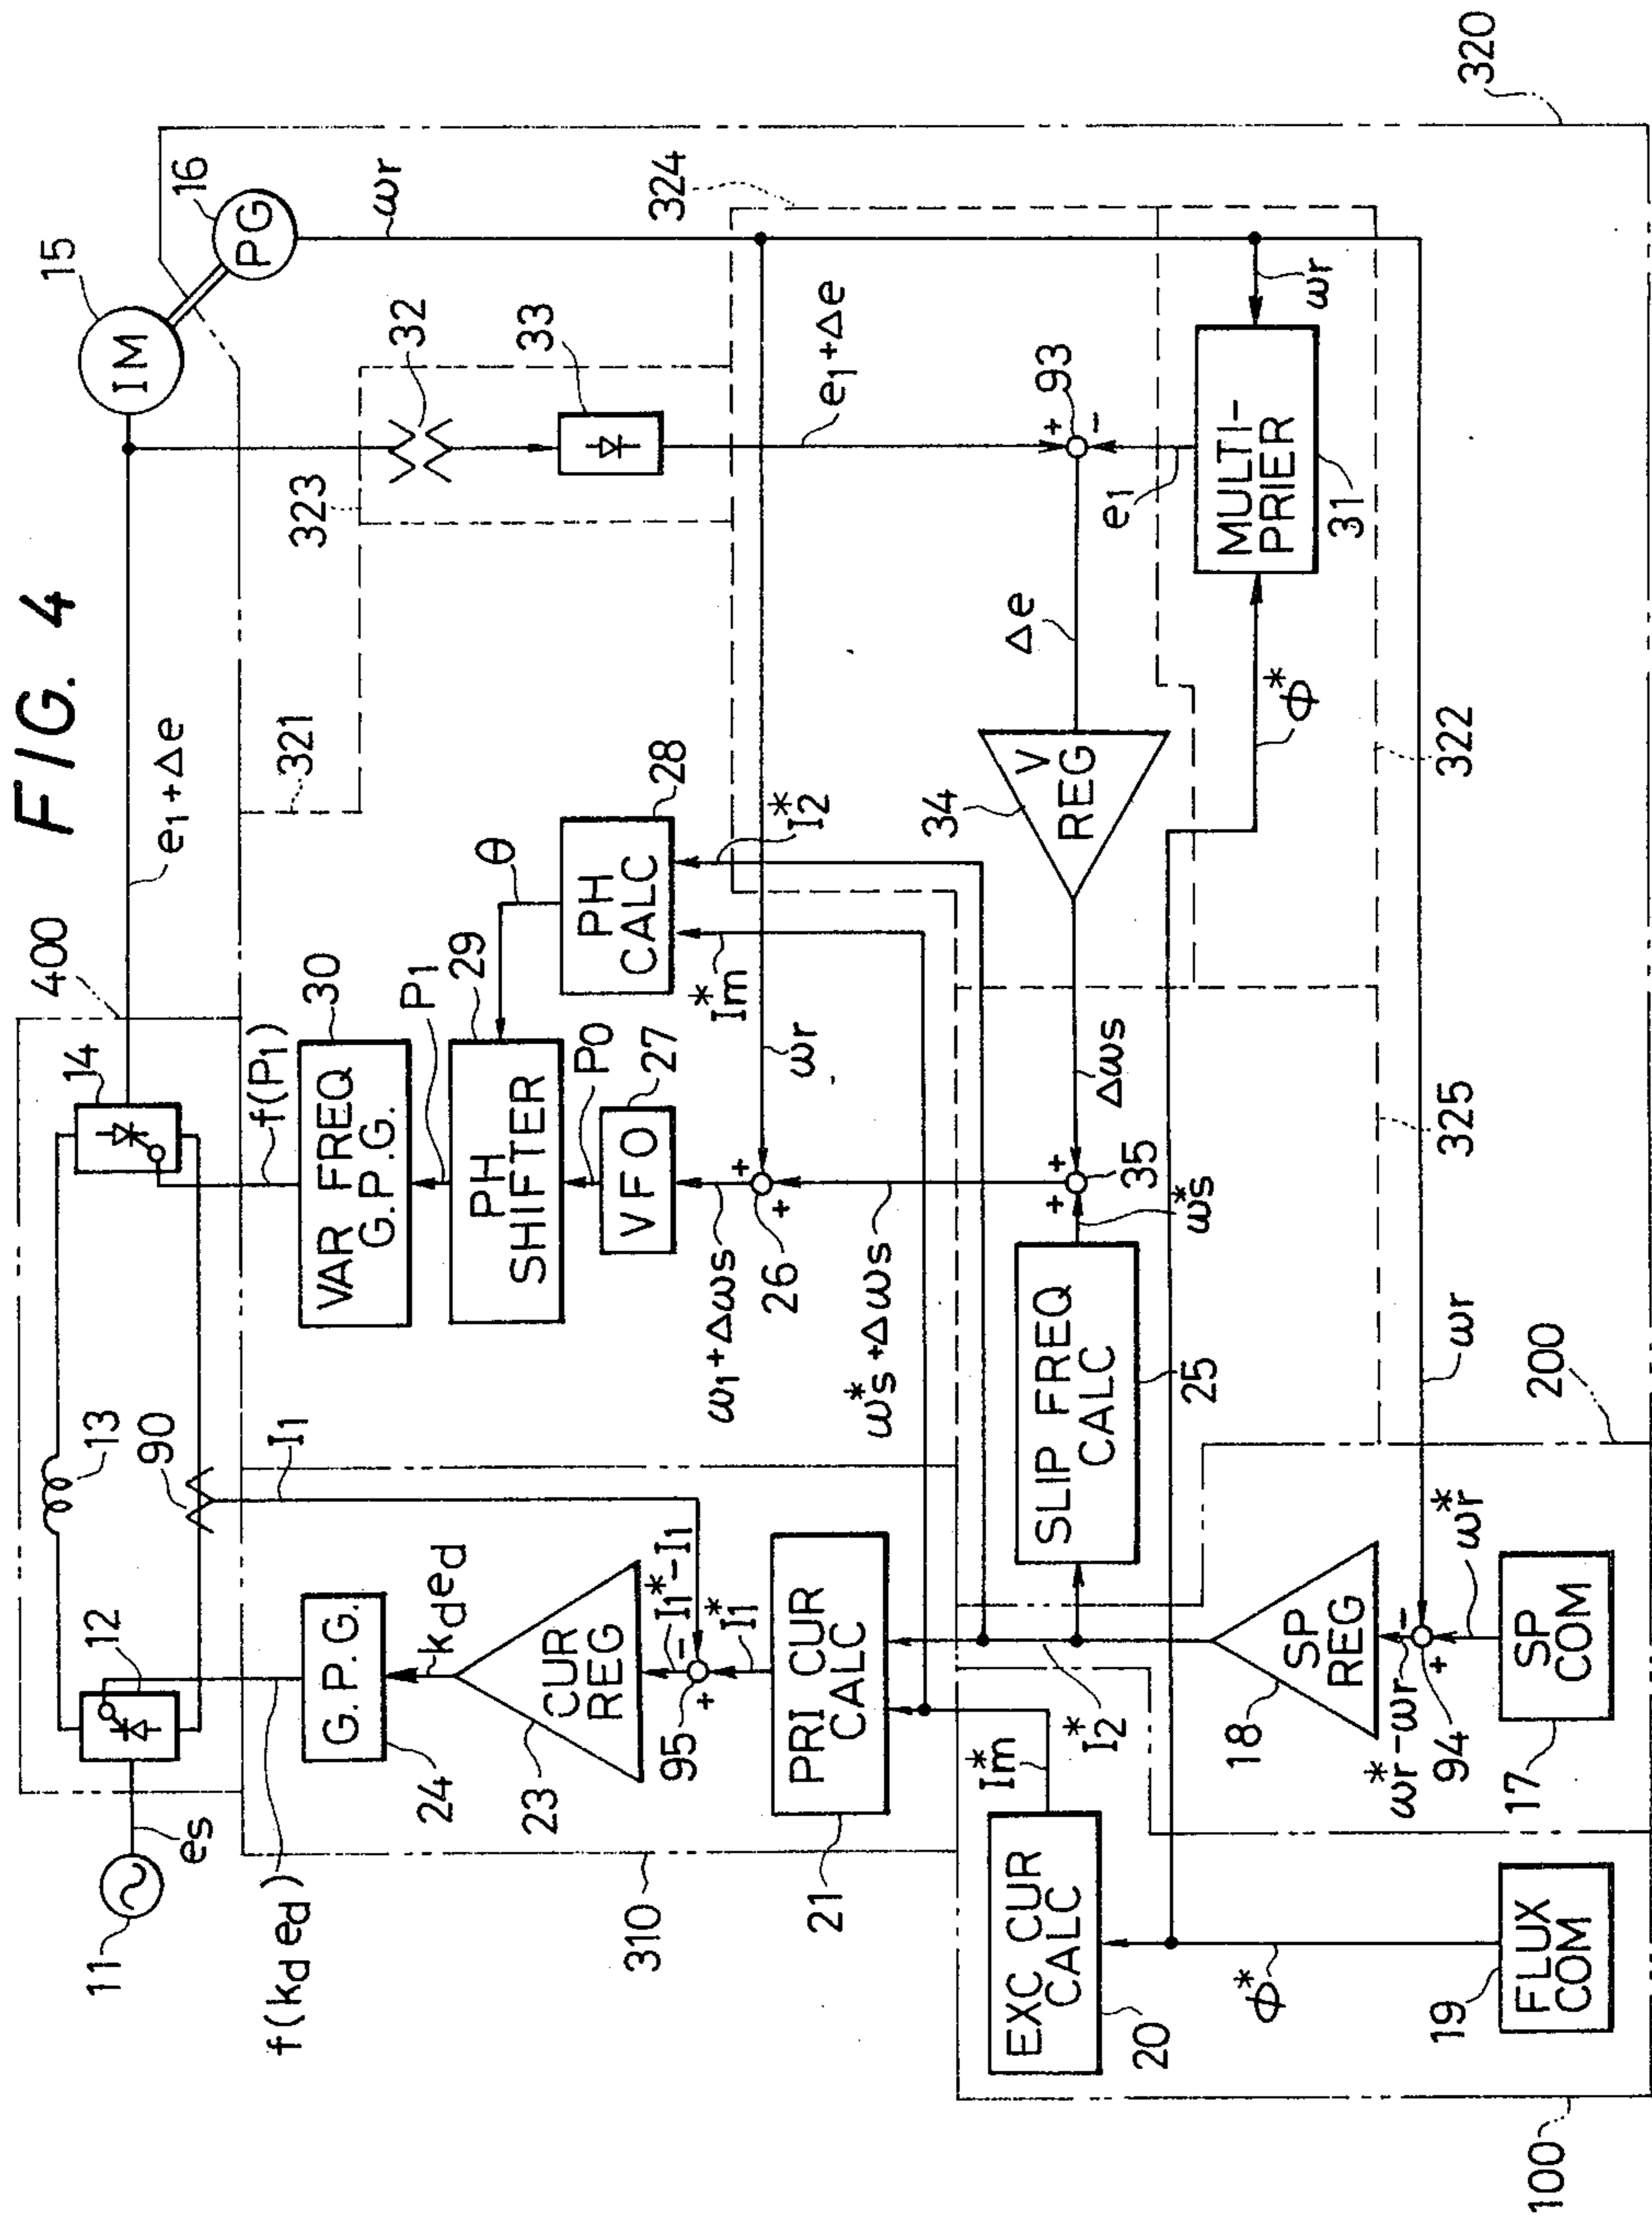 FIG. 4
400
14
f(P1)
e1+Δe
15
IM
16
PG
ωr
11
es
12
13
90
I1
f(kded)
24
G.P.G.
kded
23
CUR
REG
I1*-I1
-
+
95
I1*
21
PRI CUR
CALC
310
30
VAR FREQ
G.P.G.
P1
29
PH
SHIFTER
θ
P0
27
VFO
28
PH
CALC
Im*
I2*
ω1+Δωs
26
+
+
ωr
ωs*+Δωs
321
323
32
33
e1+Δe
324
93
+
-
e1
Δe
34
V
REG
Δωs
+
+
35
ωs*
25
SLIP FREQ
CALC
ωr
MULTI-
PRIER
31
Φ*
322
325
320
Im*
I2*
EXC CUR
CALC
20
18
SP
REG
ωr*-ωr
-
+
94
ωr*
ωr
200
17
SP
COM
Φ*
19
FLUX
COM
100